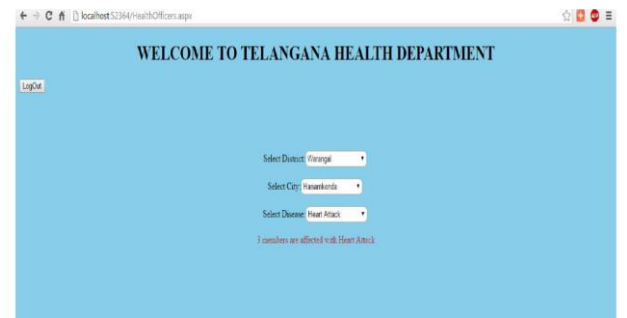 localhost:52364/HealthOfficers.aspx
WELCOME TO TELANGANA HEALTH DEPARTMENT
LogOut
Select District: Warangal
Select City: Hanamkonda
Select Disease: Heart Attack
3 members are affected with Heart Attack